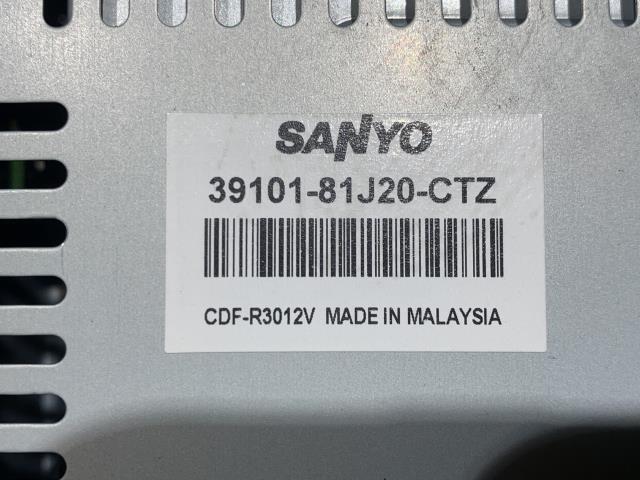 SANYO
39101-81J20-CTZ
CDF-R3012V MADE IN MALAYSIA